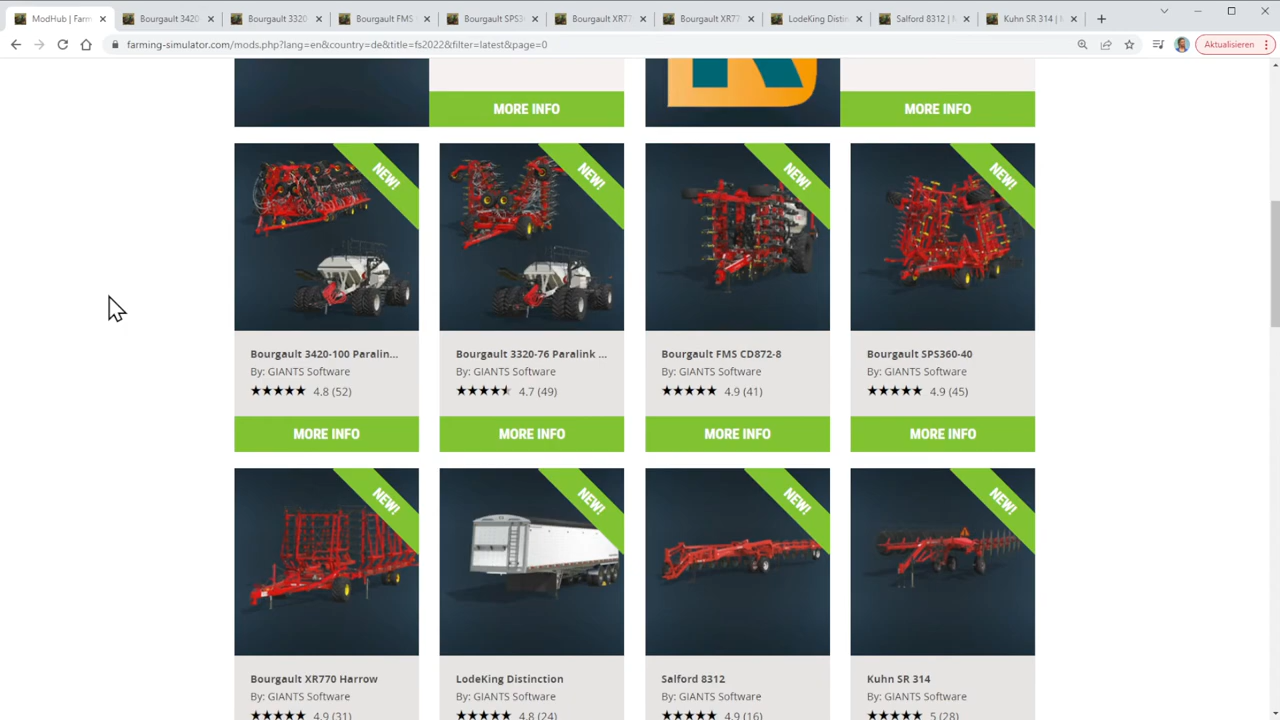 ModHub | Farm
Bourgault 3420
Bourgault 3320
Bourgault FMS
Bourgault SPS3
Bourgault XR77
Bourgault XR77
LodeKing Distin
Salford 8312 |
Kuhn SR 314 |
farming-simulator.com/mods.php?lang=en&country=de&title=fs2022&filter=latest&page=0
Aktualisieren
MORE INFO
MORE INFO
NEW!
NEW!
NEW!
NEW!
Bourgault 3420-100 Paralin...
Bourgault 3320-76 Paralink ...
Bourgault FMS CD872-8
Bourgault SPS360-40
By: GIANTS Software
By: GIANTS Software
By: GIANTS Software
By: GIANTS Software
4.8 (52)
4.7 (49)
4.9 (41)
4.9 (45)
MORE INFO
MORE INFO
MORE INFO
MORE INFO
NEW!
NEW!
NEW!
NEW!
Bourgault XR770 Harrow
LodeKing Distinction
Salford 8312
Kuhn SR 314
By: GIANTS Software
By: GIANTS Software
By: GIANTS Software
By: GIANTS Software
4.9 (31)
4.8 (24)
4.9 (16)
5 (28)